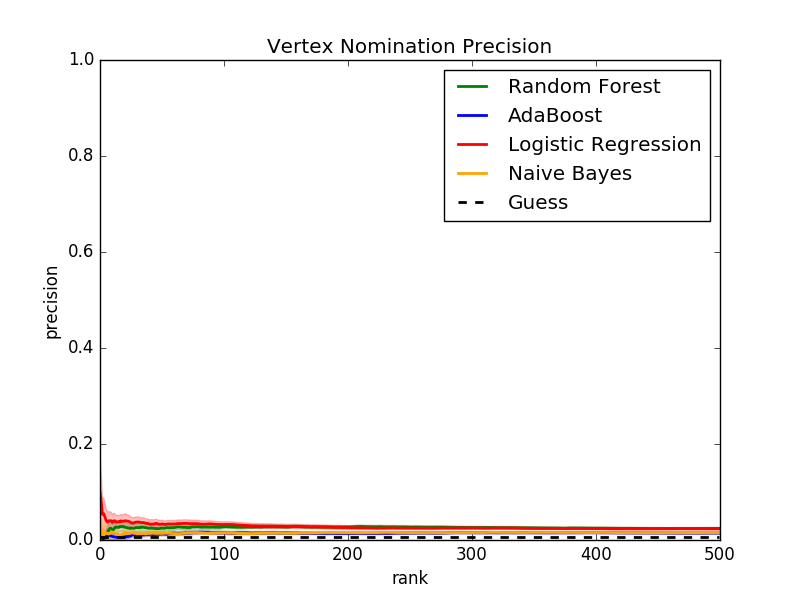 Vertex Nomination Precision
1.0
0.8
0.6
0.4
0.2
0.0
precision
Random Forest
AdaBoost
Logistic Regression
Naive Bayes
Guess
0 100 200 300 400 500
rank